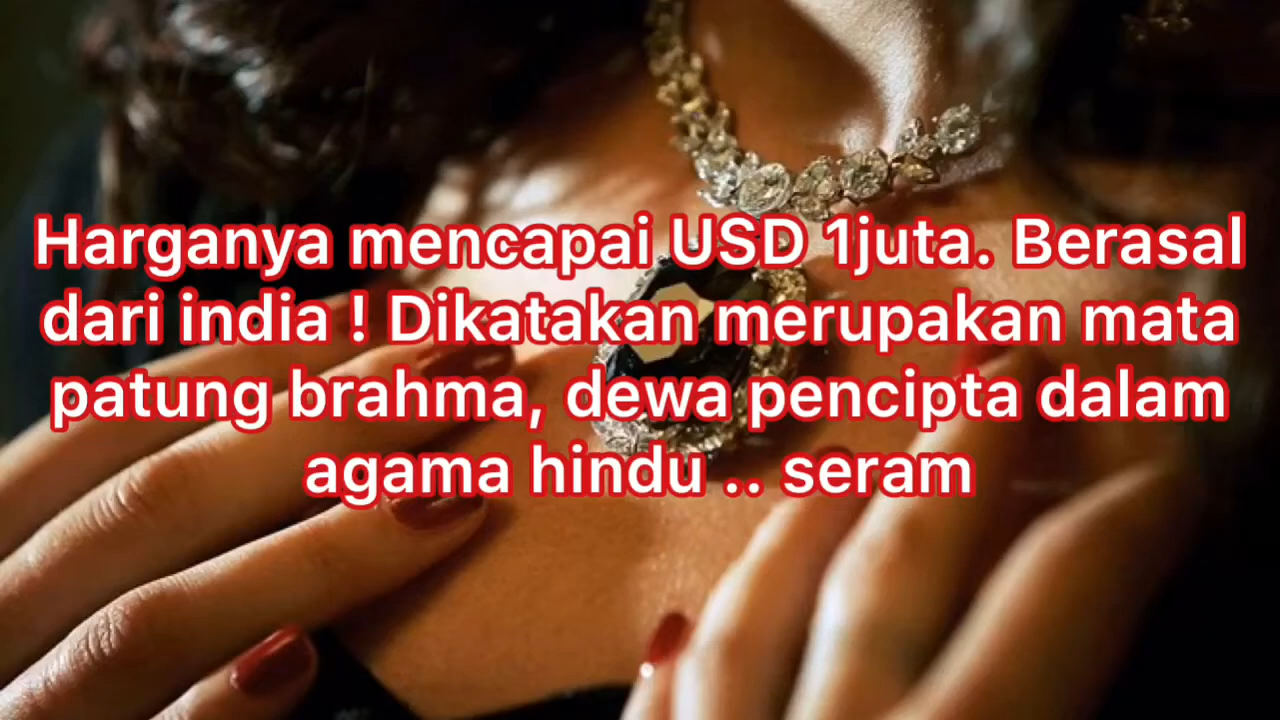 Harganya mencapai USD 1juta. Berasal
dari india ! Dikatakan merupakan mata
patung brahma, dewa pencipta dalam
agama hindu .. seram